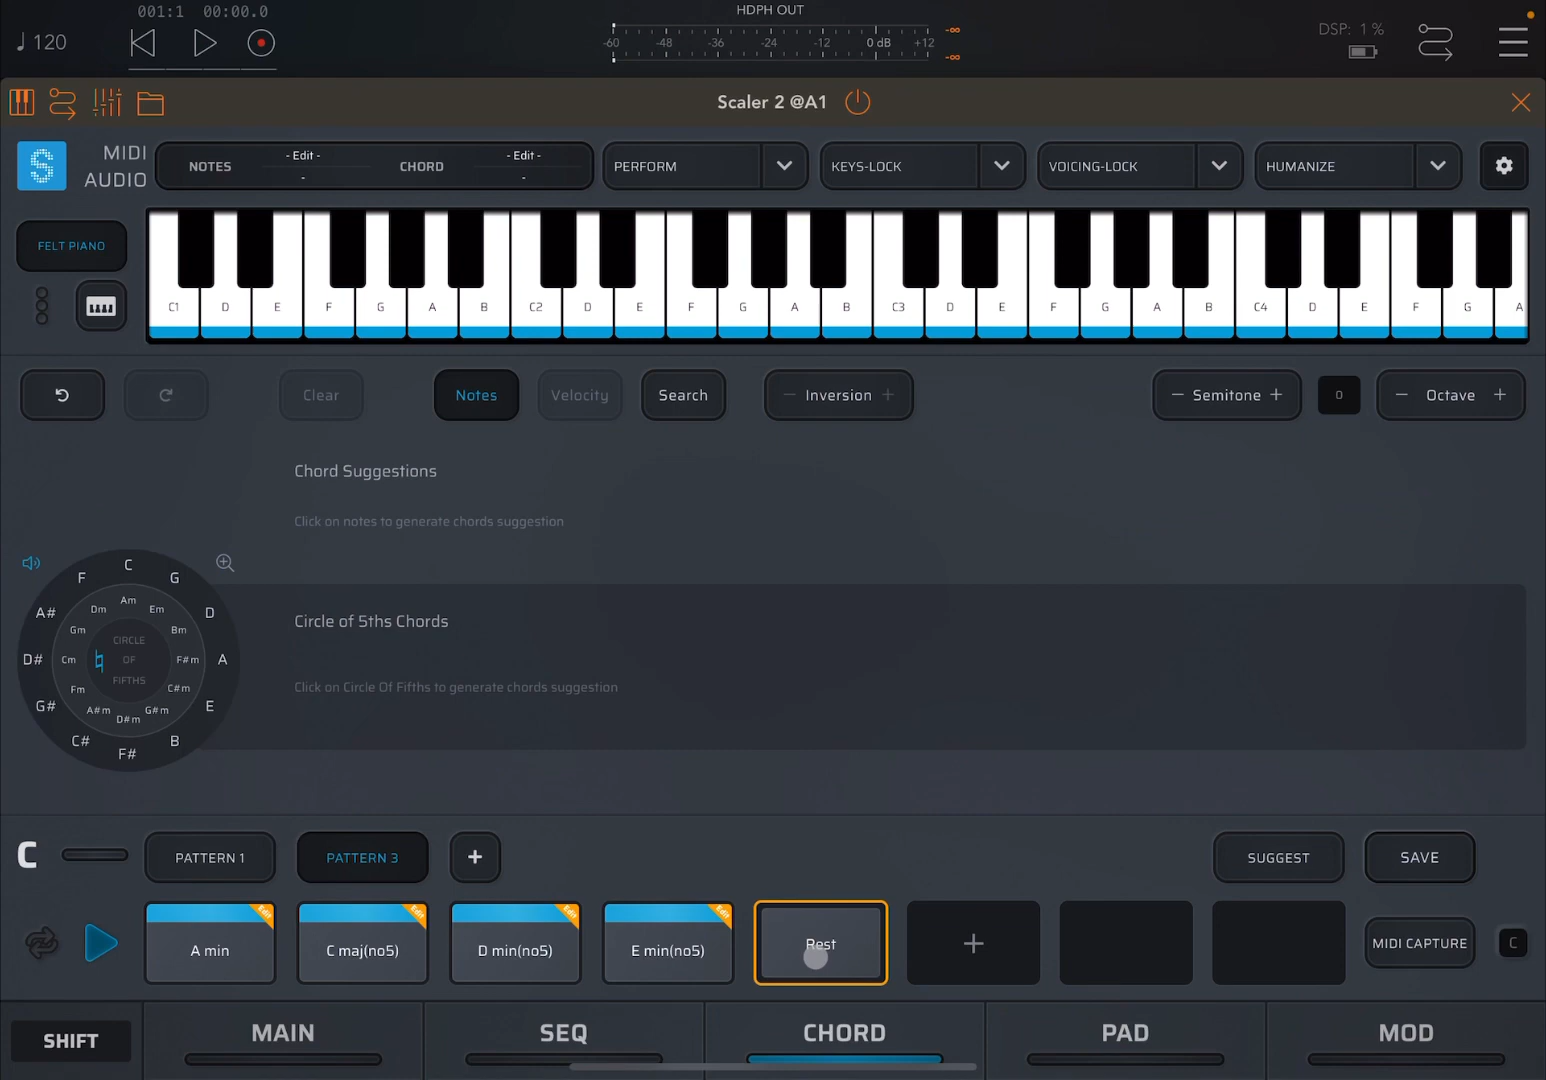 001:1 00:00.0
HDPH OUT
120
-60 -48 -36 -24 -12 0 dB +12
-∞
-∞
DSP: 1 %
Scaler 2 @A1
S
MIDI
AUDIO
NOTES - Edit - -
CHORD - Edit - -
PERFORM
KEYS-LOCK
VOICING-LOCK
HUMANIZE
FELT PIANO
C1 D E F G A B C2 D E F G A B C3 D E F G A B C4 D E F G A
Clear
Notes
Velocity
Search
− Inversion +
− Semitone +
0
− Octave +
Chord Suggestions
Click on notes to generate chords suggestion
C
G
D
A
E
B
F#
C#
G#
D#
A#
F
Am
Em
Bm
F#m
C#m
G#m
D#m
A#m
Fm
Cm
Gm
Dm
CIRCLE
OF
FIFTHS
Circle of 5ths Chords
Click on Circle Of Fifths to generate chords suggestion
C
PATTERN 1
PATTERN 3
+
SUGGEST
SAVE
A min
Edit
C maj(no5)
Edit
D min(no5)
Edit
E min(no5)
Edit
Rest
+
MIDI CAPTURE
C
SHIFT
MAIN
SEQ
CHORD
PAD
MOD